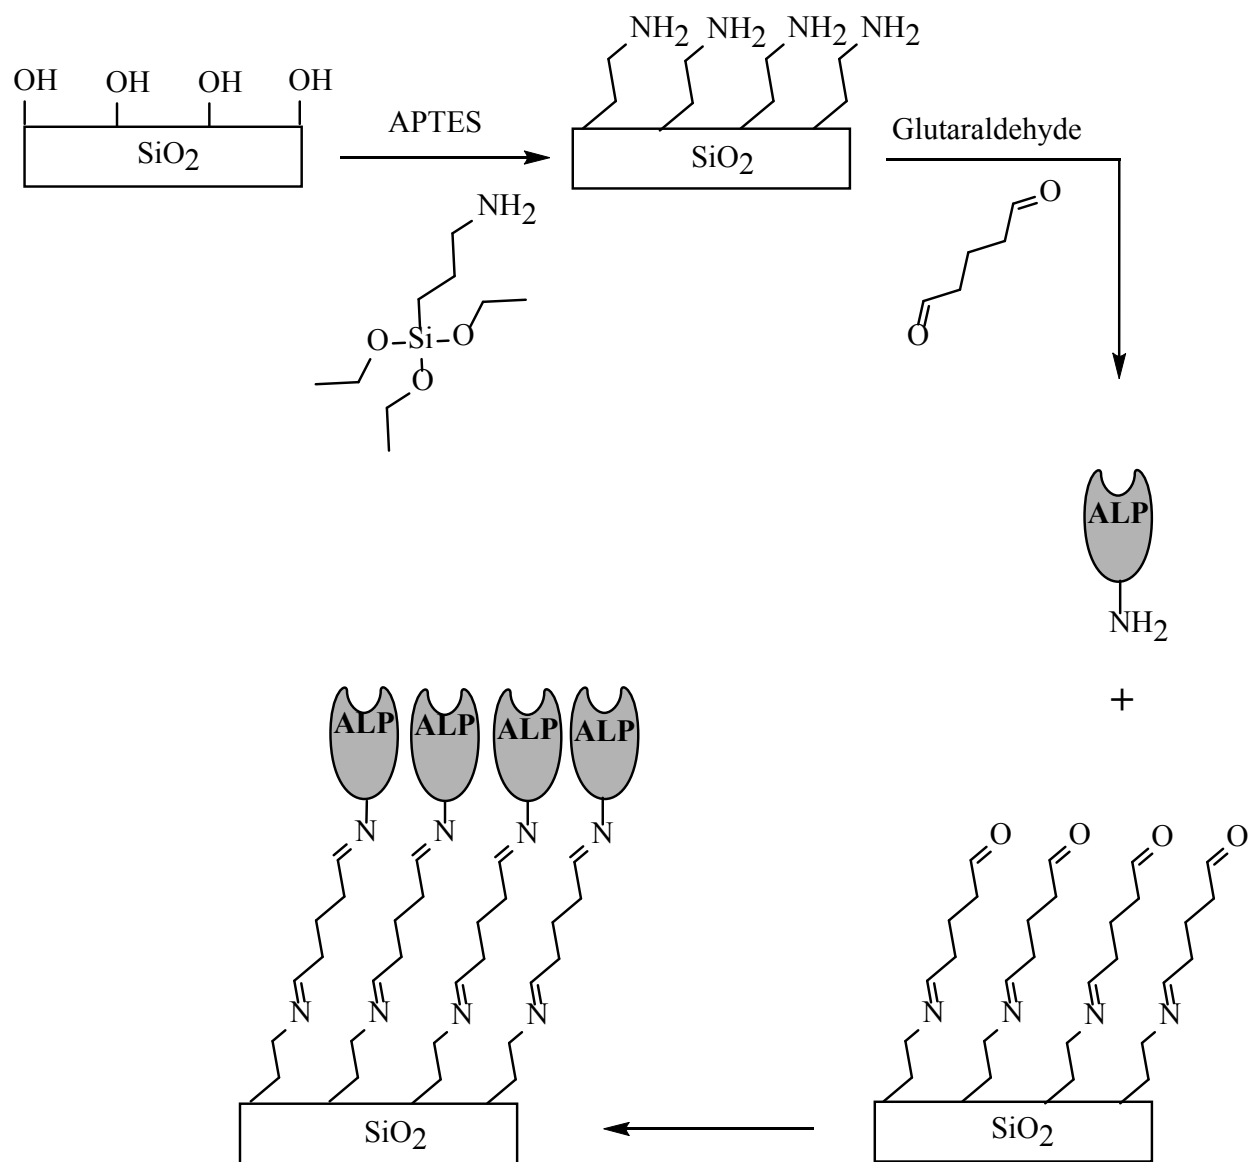 OH OH OH OH
SiO2
APTES
NH2
O Si O
O
NH2 NH2 NH2 NH2
SiO2
Glutaraldehyde
O
O
ALP
NH2
+
O O O O
N N N N
SiO2
ALP ALP ALP ALP
N N N N
N N N N
SiO2